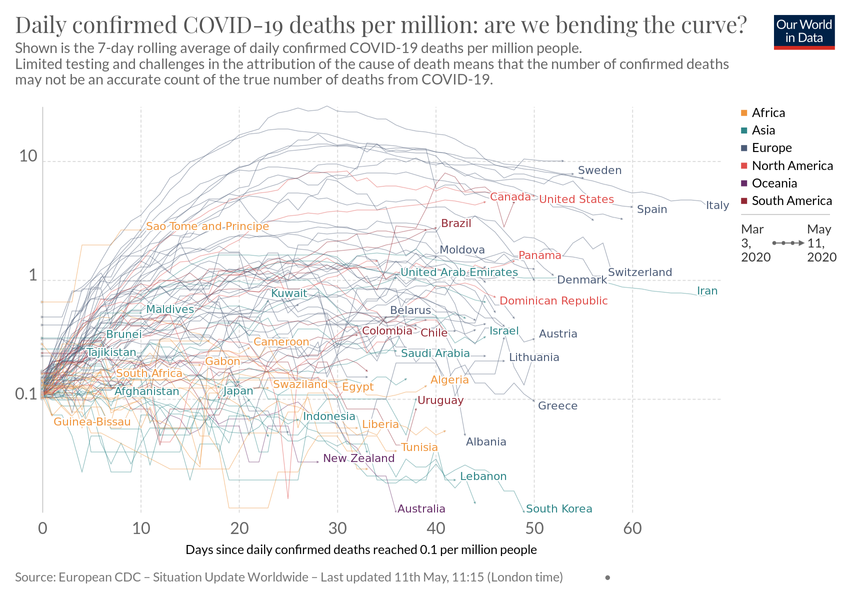 Daily confirmed COVID-19 deaths per million: are we bending the curve?
Our World
in Data
Shown is the 7-day rolling average of daily confirmed COVID-19 deaths per million people.
Limited testing and challenges in the attribution of the cause of death means that the number of confirmed deaths
may not be an accurate count of the true number of deaths from COVID-19.
Africa
Asia
Europe
North America
Oceania
South America
Mar
3,
2020
May
11,
2020
10
1
0.1
Sweden
Canada
United States
Spain
Italy
Sao Tome and Principe
Brazil
Moldova
Panama
United Arab Emirates
Denmark
Switzerland
Iran
Kuwait
Dominican Republic
Maldives
Belarus
Brunei
Colombia
Chile
Israel
Austria
Cameroon
Tajikistan
Saudi Arabia
Lithuania
Gabon
South Africa
Swaziland
Egypt
Algeria
Afghanistan
Japan
Uruguay
Greece
Indonesia
Guinea-Bissau
Liberia
Albania
Tunisia
New Zealand
Lebanon
Australia
South Korea
0
10
20
30
40
50
60
Days since daily confirmed deaths reached 0.1 per million people
Source: European CDC – Situation Update Worldwide – Last updated 11th May, 11:15 (London time)